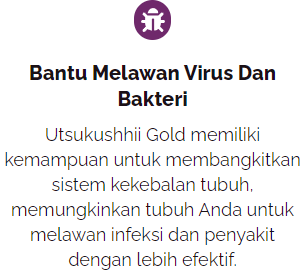 Bantu Melawan Virus Dan
Bakteri
Utsukushhii Gold memiliki
kemampuan untuk membangkitkan
sistem kekebalan tubuh,
memungkinkan tubuh Anda untuk
melawan infeksi dan penyakit
dengan lebih efektif.